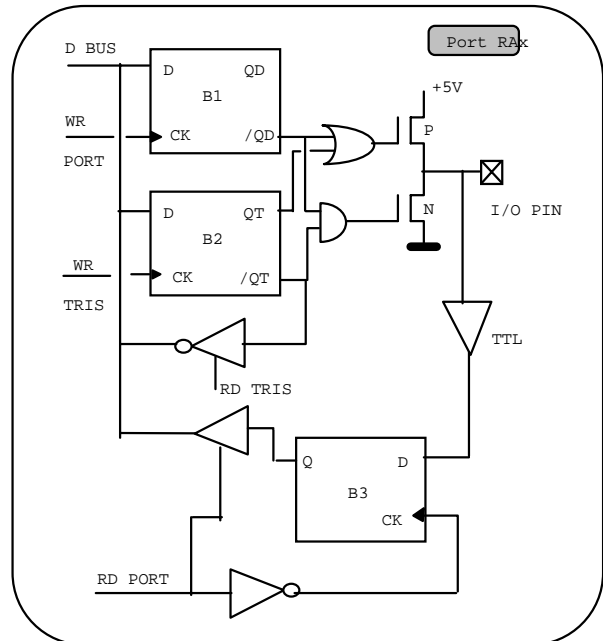 Port RAx
D BUS
D QD
B1
+5V
WR
CK /QD
P
PORT
D QT
N
I/O PIN
B2
WR
CK /QT
TRIS
TTL
RD TRIS
Q D
B3
CK
RD PORT